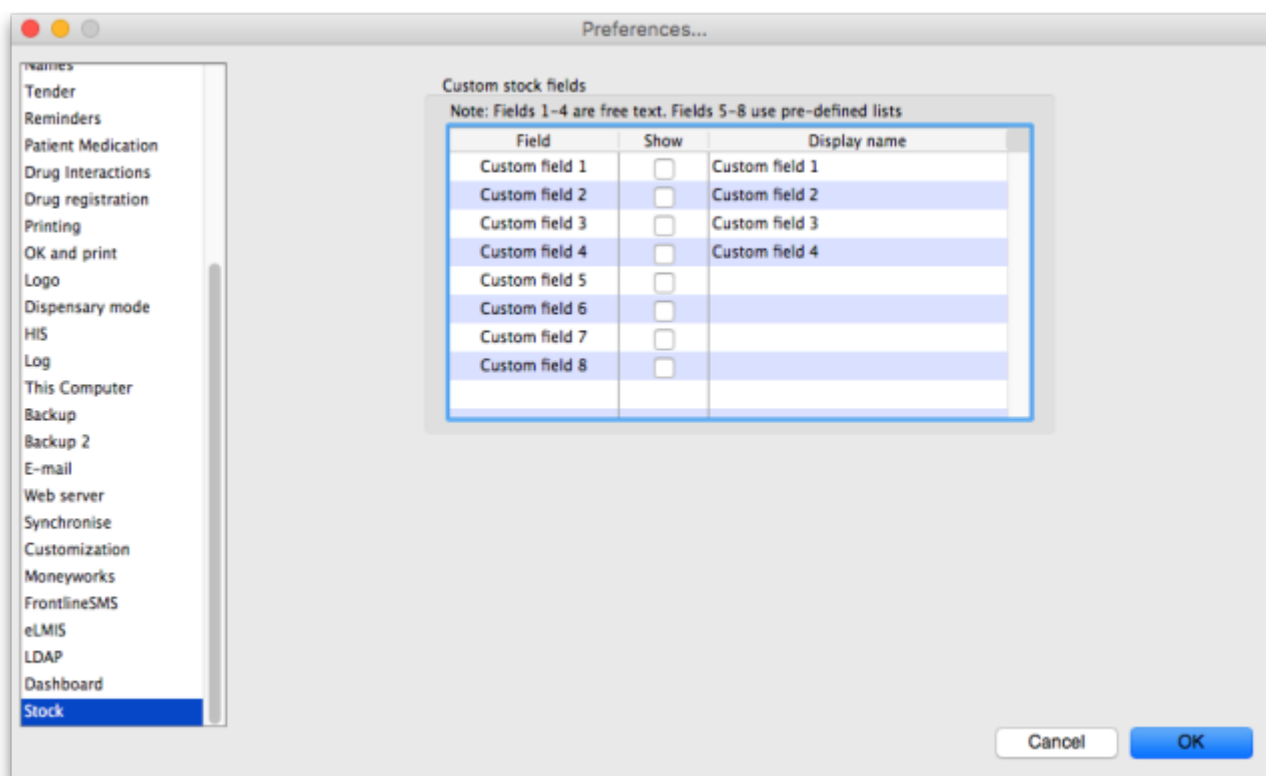 Preferences...
Names
Tender
Reminders
Patient Medication
Drug Interactions
Drug registration
Printing
OK and print
Logo
Dispensary mode
HIS
Log
This Computer
Backup
Backup 2
E-mail
Web server
Synchronise
Customization
Moneyworks
FrontlineSMS
eLMIS
LDAP
Dashboard
Stock
Custom stock fields
Note: Fields 1-4 are free text. Fields 5-8 use pre-defined lists
Field Show Display name
Custom field 1 Custom field 1
Custom field 2 Custom field 2
Custom field 3 Custom field 3
Custom field 4 Custom field 4
Custom field 5
Custom field 6
Custom field 7
Custom field 8
Cancel OK